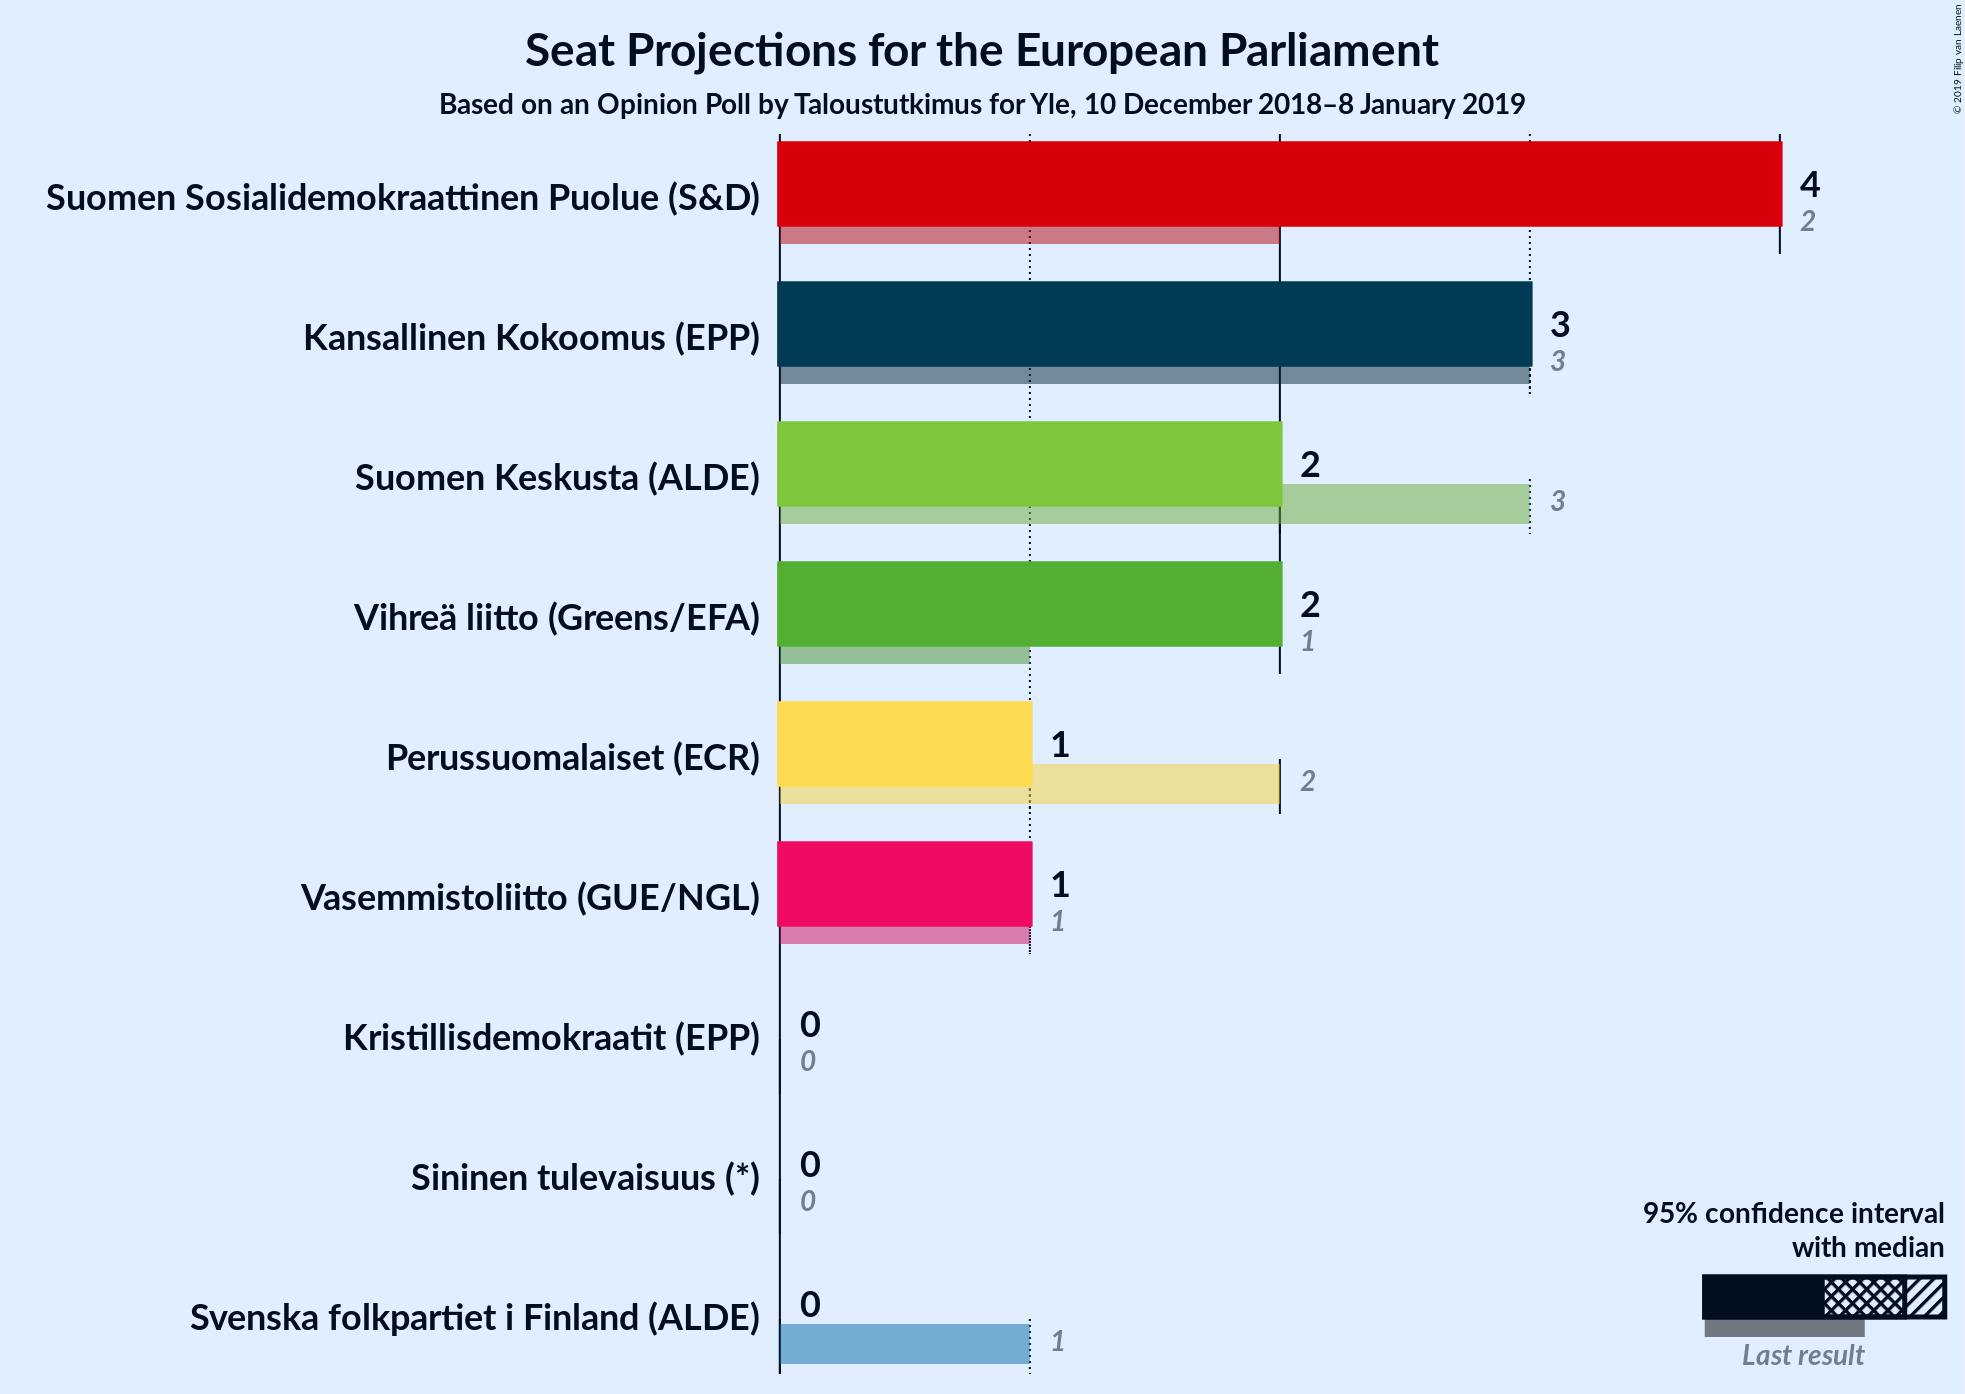 Seat Projections for the European Parliament
Based on an Opinion Poll by Taloustutkimus for Yle, 10 December 2018–8 January 2019
© 2019 Filip van Laenen
Suomen Sosialidemokraattinen Puolue (S&D)
4
2
Kansallinen Kokoomus (EPP)
3
3
Suomen Keskusta (ALDE)
2
3
Vihreä liitto (Greens/EFA)
2
1
Perussuomalaiset (ECR)
1
2
Vasemmistoliitto (GUE/NGL)
1
1
Kristillisdemokraatit (EPP)
0
0
Sininen tulevaisuus (*)
0
0
Svenska folkpartiet i Finland (ALDE)
0
1
95% confidence interval
with median
Last result